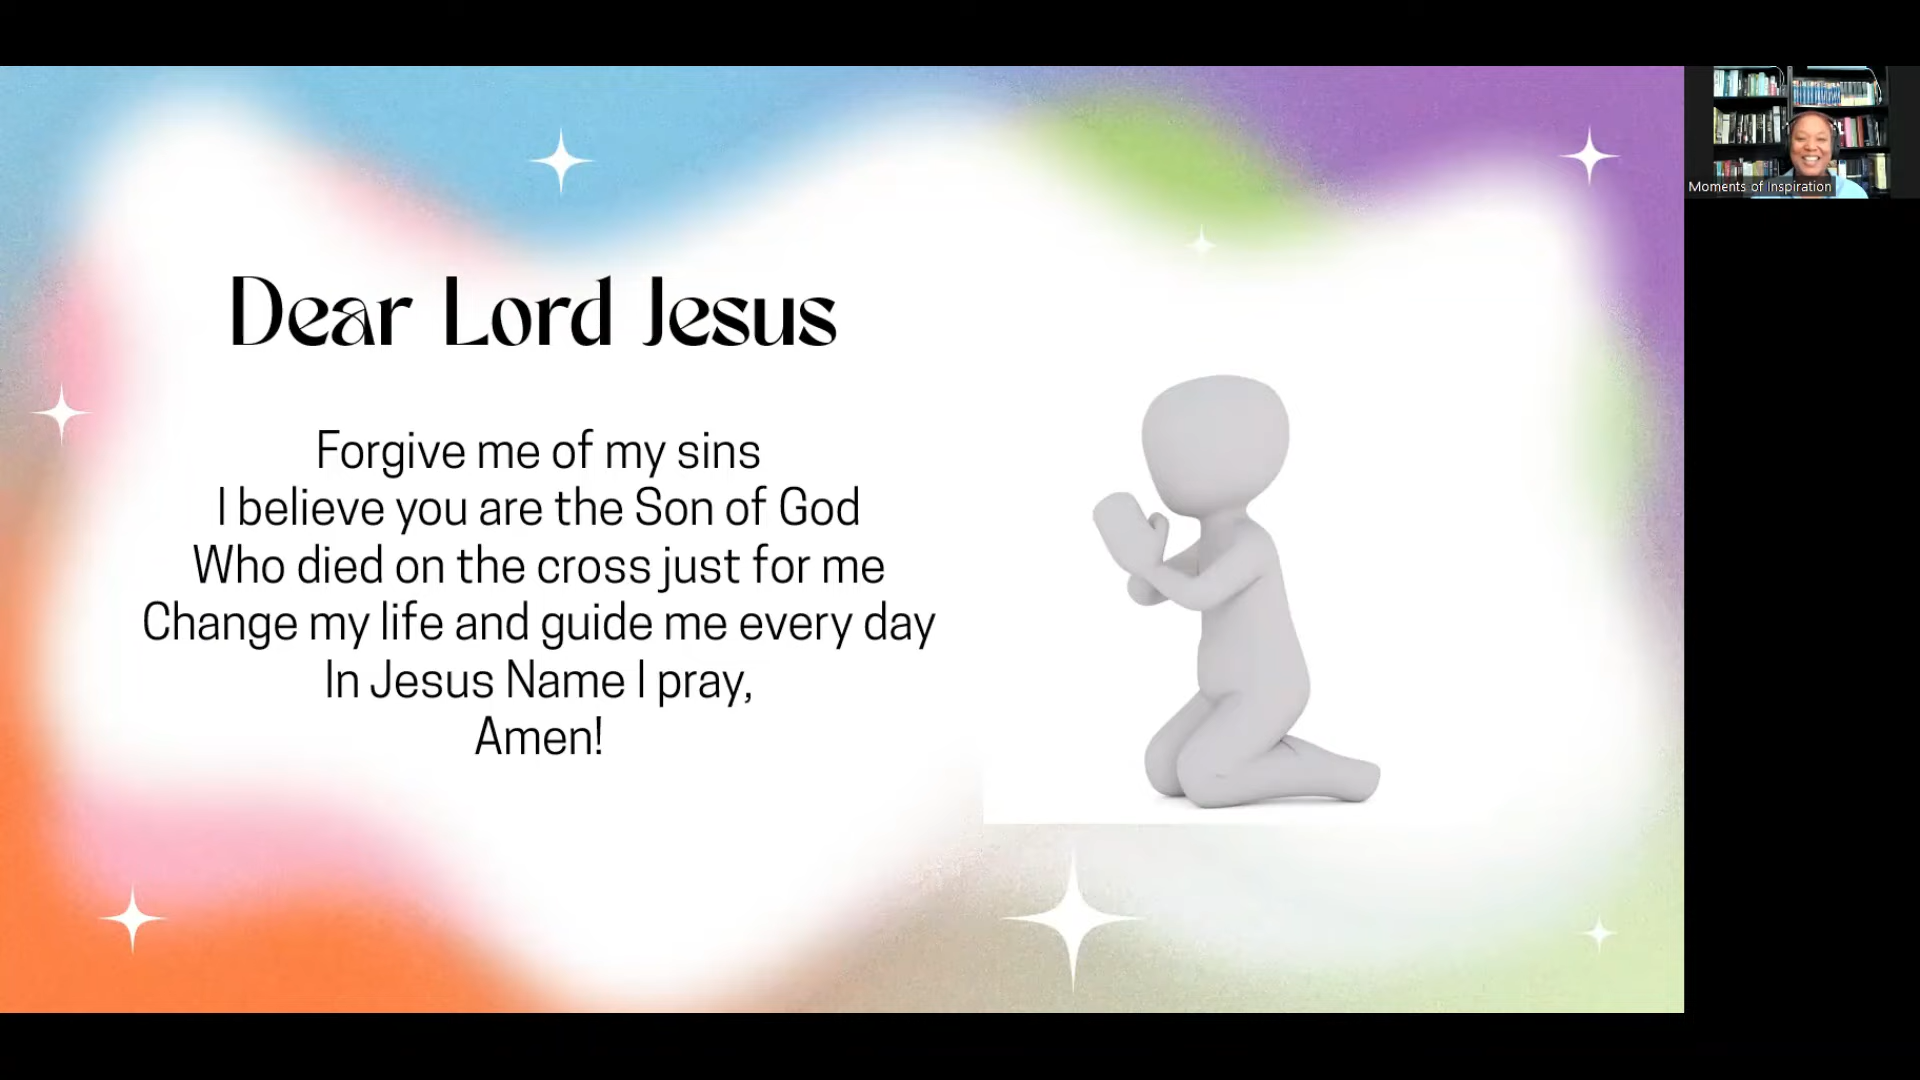 Dear Lord Jesus
Forgive me of my sins
I believe you are the Son of God
Who died on the cross just for me
Change my life and guide me every day
In Jesus Name I pray,
Amen!
Moments of Inspiration